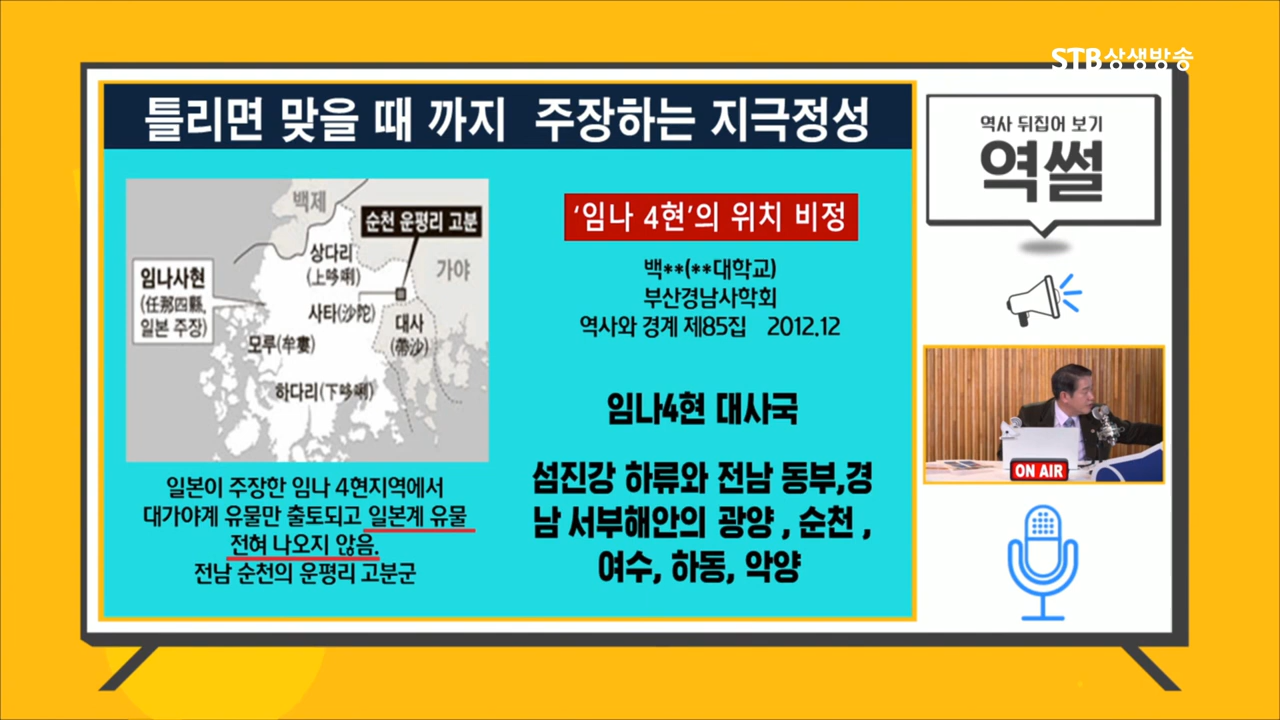 STB상생방송
틀리면 맞을 때 까지 주장하는 지극정성
백제
순천 운평리 고분
상다리
(上哆唎)
가야
임나사현
(任那四縣,
일본 주장)
사타(沙陀)
대사
(帶沙)
모루(牟婁)
하다리(下哆唎)
일본이 주장한 임나 4현지역에서
대가야계 유물만 출토되고 일본계 유물
전혀 나오지 않음.
전남 순천의 운평리 고분군
‘임나 4현’의 위치 비정
백**(**대학교)
부산경남사학회
역사와 경계 제85집 2012.12
임나4현 대사국
섬진강 하류와 전남 동부,경
남 서부해안의 광양 , 순천 ,
여수, 하동, 악양
역사 뒤집어 보기
역썰
ON AIR